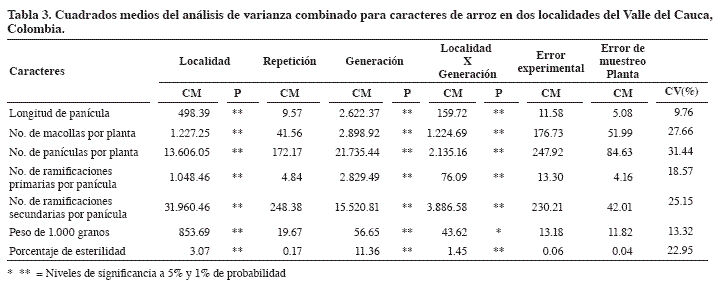 Tabla 3. Cuadrados medios del análisis de varianza combinado para caracteres de arroz en dos localidades del Valle del Cauca,
Colombia.
Caracteres Localidad Repetición Generación Localidad X Generación Error experimental Error de muestreo Planta
CM P CM CM P CM P CM CM CV(%)
Longitud de panícula 498.39 ** 9.57 2.622.37 ** 159.72 ** 11.58 5.08 9.76
No. de macollas por planta 1.227.25 ** 41.56 2.898.92 ** 1.224.69 ** 176.73 51.99 27.66
No. de panículas por planta 13.606.05 ** 172.17 21.735.44 ** 2.135.16 ** 247.92 84.63 31.44
No. de ramificaciones
primarias por panícula 1.048.46 ** 4.84 2.829.49 ** 76.09 ** 13.30 4.16 18.57
No. de ramificaciones
secundarias por panícula 31.960.46 ** 248.38 15.520.81 ** 3.886.58 ** 230.21 42.01 25.15
Peso de 1.000 granos 853.69 ** 19.67 56.65 ** 43.62 * 13.18 11.82 13.32
Porcentaje de esterilidad 3.07 ** 0.17 11.36 ** 1.45 ** 0.06 0.04 22.95
* ** = Niveles de significancia a 5% y 1% de probabilidad